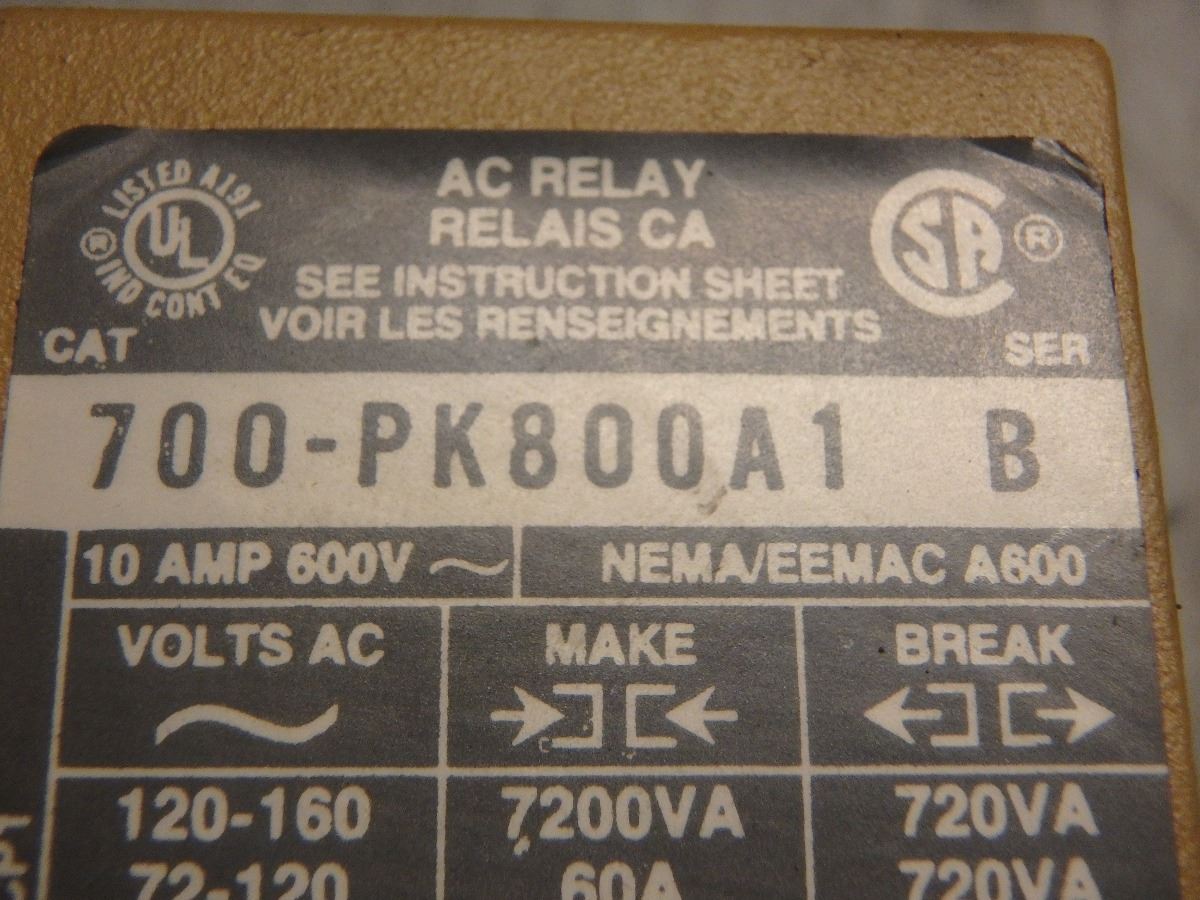 LISTED A191
UL
®
IND CONT EQ
AC RELAY
RELAIS CA
SEE INSTRUCTION SHEET
VOIR LES RENSEIGNEMENTS
SA ®
CAT SER
700-PK800A1 B
10 AMP 600V ~ NEMA/EEMAC A600
VOLTS AC MAKE BREAK
120-160 7200VA 720VA
72-120 60A 720VA